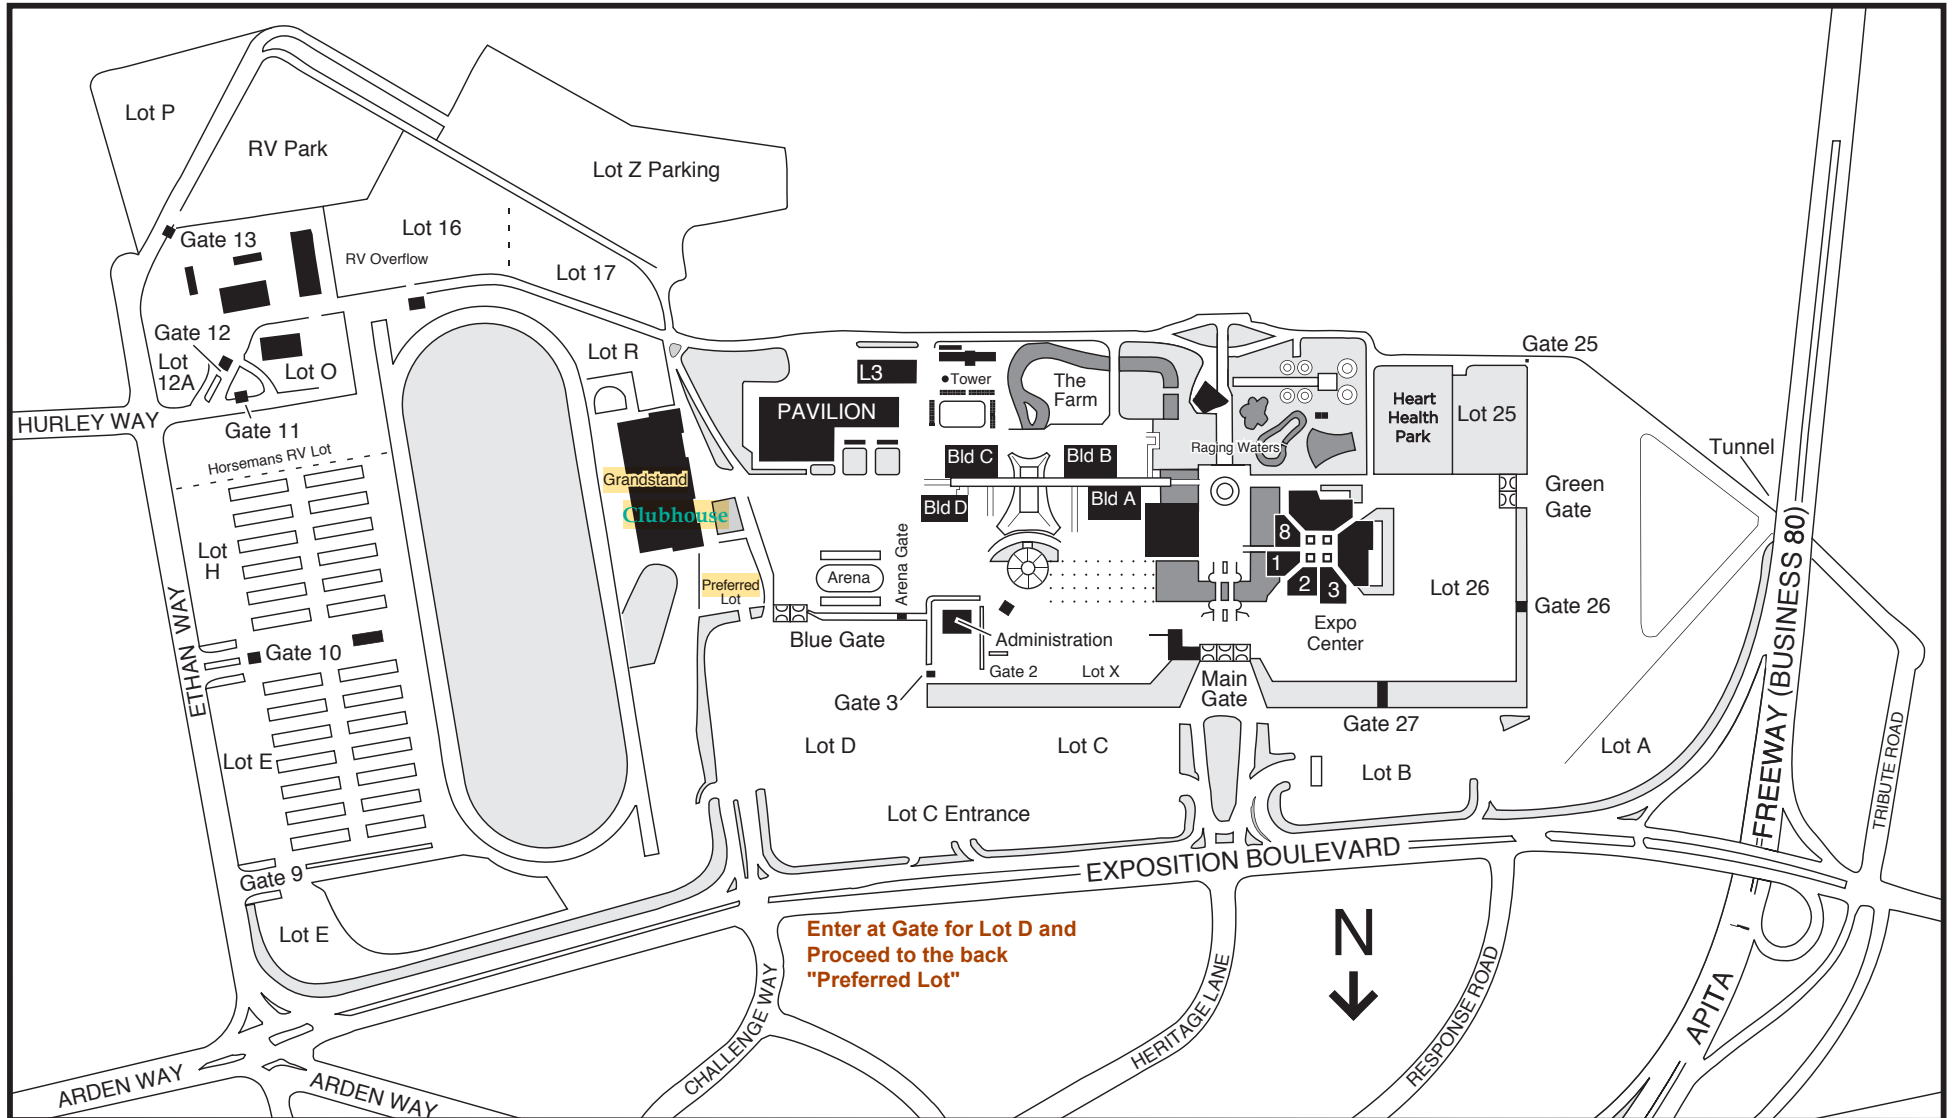 Lot P
RV Park
Lot Z Parking
Lot 16
RV Overflow
Lot 17
Gate 13
Gate 12
Lot
12A
Lot O
Lot R
HURLEY WAY
Gate 11
Horsemans RV Lot
Grandstand
Clubhouse
Preferred
Lot
Lot
H
ETHAN WAY
Gate 10
Lot E
Gate 9
Lot E
L3
Tower
The
Farm
PAVILION
Bld C
Bld B
Bld D
Bld A
Raging Waters
Heart
Health
Park
Lot 25
Gate 25
Tunnel
Green
Gate
Arena
Arena Gate
Blue Gate
Administration
Gate 2
Lot X
Gate 3
Main
Gate
8
1
2
3
Expo
Center
Lot 26
Gate 26
Gate 27
Lot D
Lot C
Lot B
Lot A
Lot C Entrance
EXPOSITION BOULEVARD
FREEWAY (BUSINESS 80)
TRIBUTE ROAD
Enter at Gate for Lot D and
Proceed to the back
"Preferred Lot"
N
CHALLENGE WAY
HERITAGE LANE
RESPONSE ROAD
APITA
ARDEN WAY
ARDEN WAY